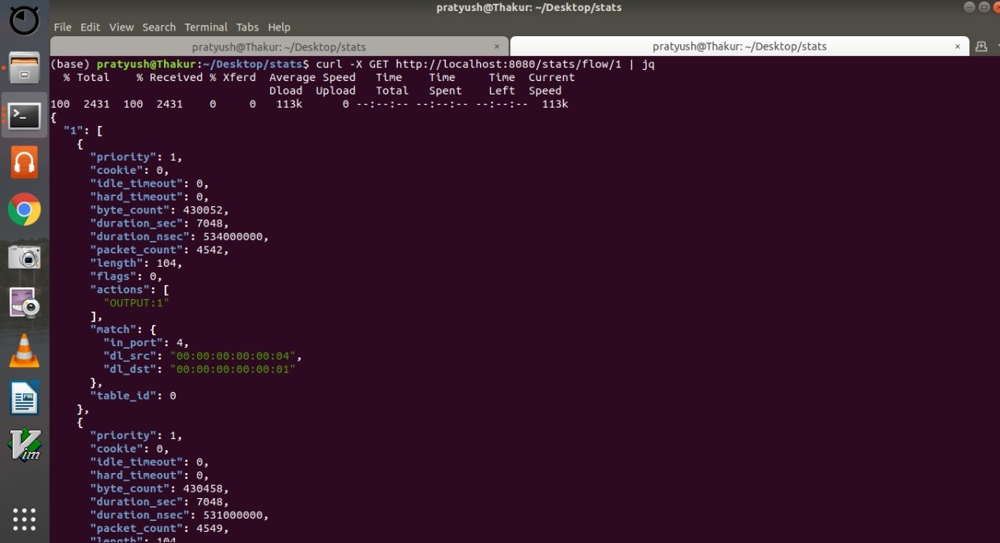 pratyush@Thakur: ~/Desktop/stats
File Edit View Search Terminal Tabs Help
pratyush@Thakur: ~/Desktop/stats × pratyush@Thakur: ~/Desktop/stats ×
(base) pratyush@Thakur:~/Desktop/stats$ curl -X GET http://localhost:8080/stats/flow/1 | jq
  % Total    % Received % Xferd  Average Speed   Time    Time     Time  Current
                                 Dload  Upload   Total   Spent    Left  Speed
100  2431  100  2431    0     0   113k      0 --:--:-- --:--:-- --:--:--  113k
{
  "1": [
    {
      "priority": 1,
      "cookie": 0,
      "idle_timeout": 0,
      "hard_timeout": 0,
      "byte_count": 430052,
      "duration_sec": 7048,
      "duration_nsec": 534000000,
      "packet_count": 4542,
      "length": 104,
      "flags": 0,
      "actions": [
        "OUTPUT:1"
      ],
      "match": {
        "in_port": 4,
        "dl_src": "00:00:00:00:00:04",
        "dl_dst": "00:00:00:00:00:01"
      },
      "table_id": 0
    },
    {
      "priority": 1,
      "cookie": 0,
      "idle_timeout": 0,
      "hard_timeout": 0,
      "byte_count": 430458,
      "duration_sec": 7048,
      "duration_nsec": 531000000,
      "packet_count": 4549,
      "length": 104
Vim